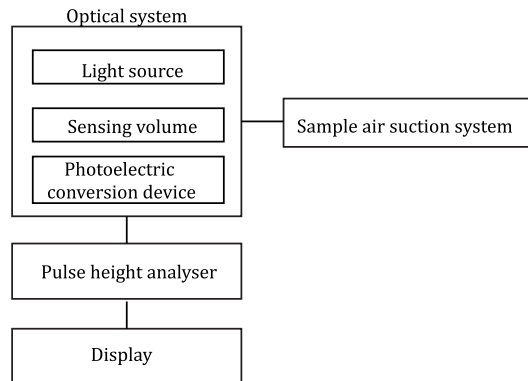 Optical system
Light source
Sensing volume
Sample air suction system
Photoelectric
conversion device
Pulse height analyser
Display